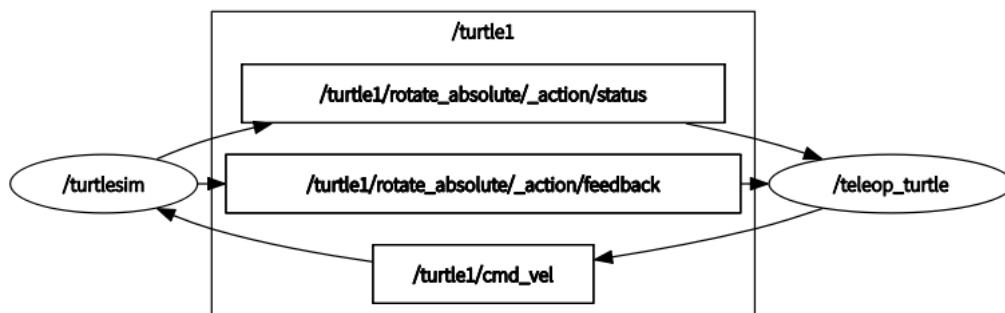 /turtle1
/turtle1/rotate_absolute/_action/status
/turtlesim
/turtle1/rotate_absolute/_action/feedback
/teleop_turtle
/turtle1/cmd_vel